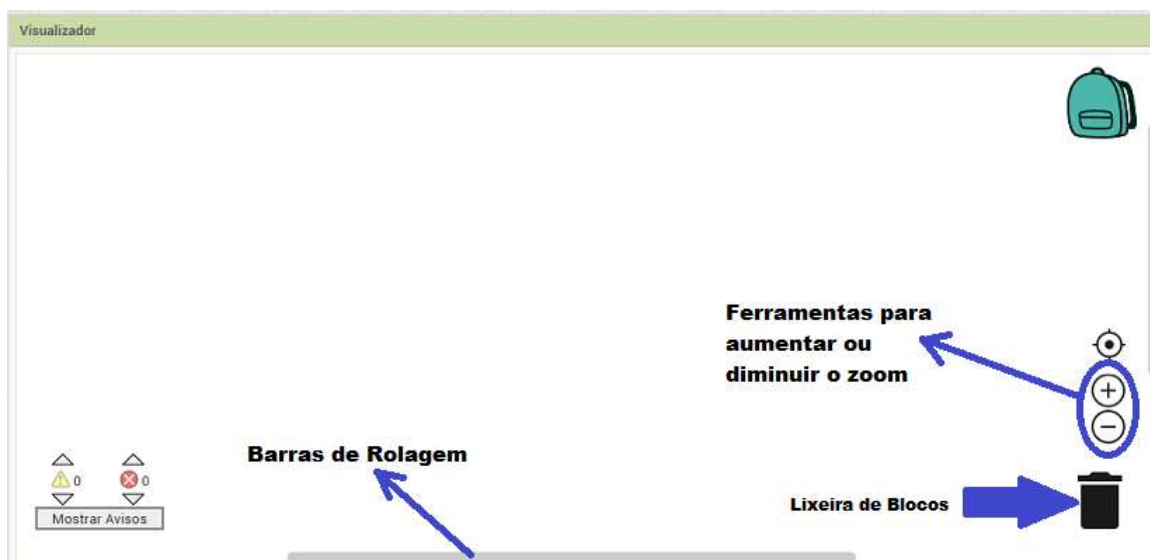 Visualizador
Ferramentas para
aumentar ou
diminuir o zoom
Barras de Rolagem
0 0
Mostrar Avisos
Lixeira de Blocos